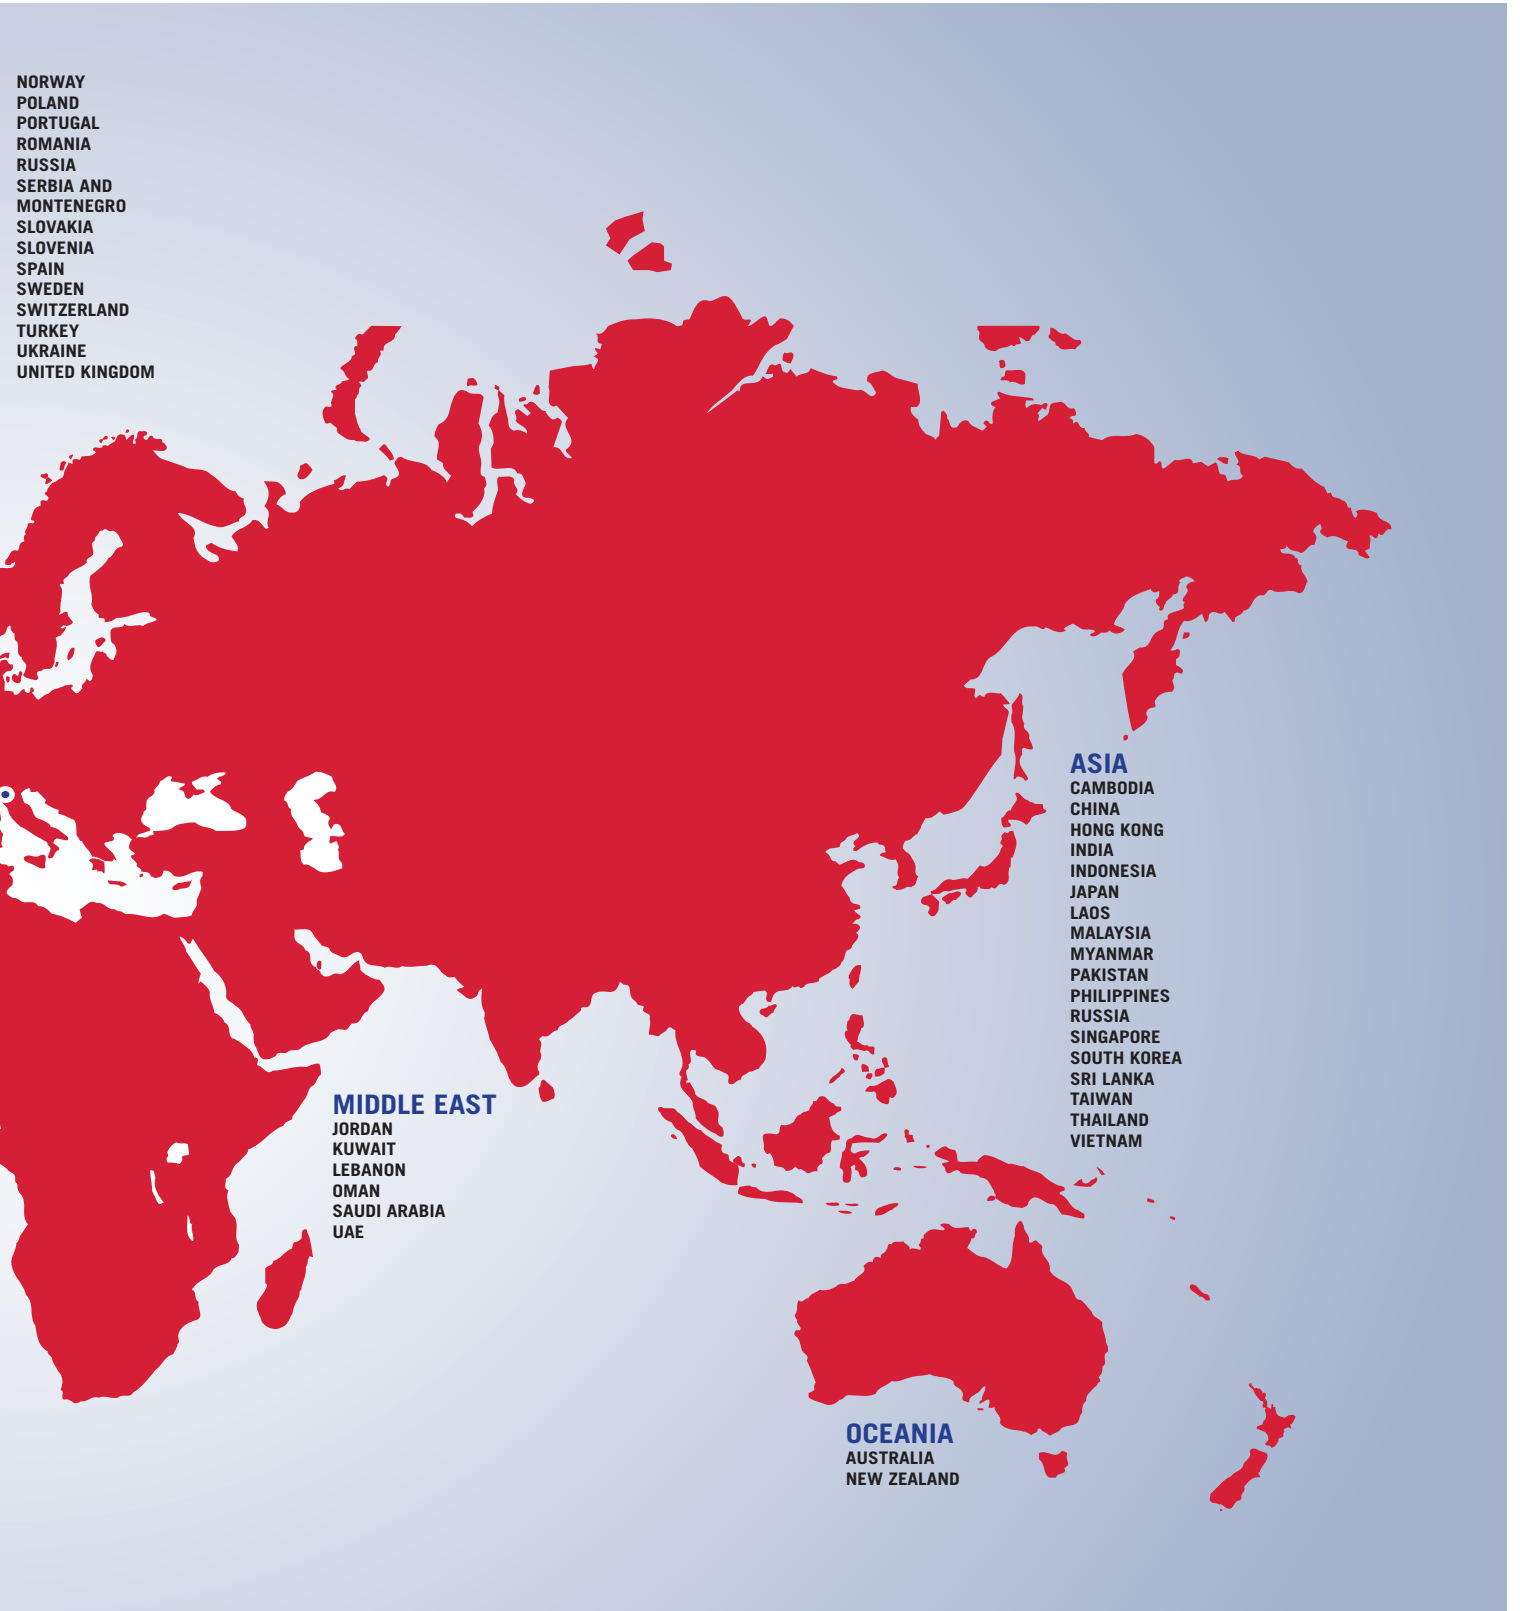 NORWAY
POLAND
PORTUGAL
ROMANIA
RUSSIA
SERBIA AND
MONTENEGRO
SLOVAKIA
SLOVENIA
SPAIN
SWEDEN
SWITZERLAND
TURKEY
UKRAINE
UNITED KINGDOM
ASIA
CAMBODIA
CHINA
HONG KONG
INDIA
INDONESIA
JAPAN
LAOS
MALAYSIA
MYANMAR
PAKISTAN
PHILIPPINES
RUSSIA
SINGAPORE
SOUTH KOREA
SRI LANKA
TAIWAN
THAILAND
VIETNAM
MIDDLE EAST
JORDAN
KUWAIT
LEBANON
OMAN
SAUDI ARABIA
UAE
OCEANIA
AUSTRALIA
NEW ZEALAND